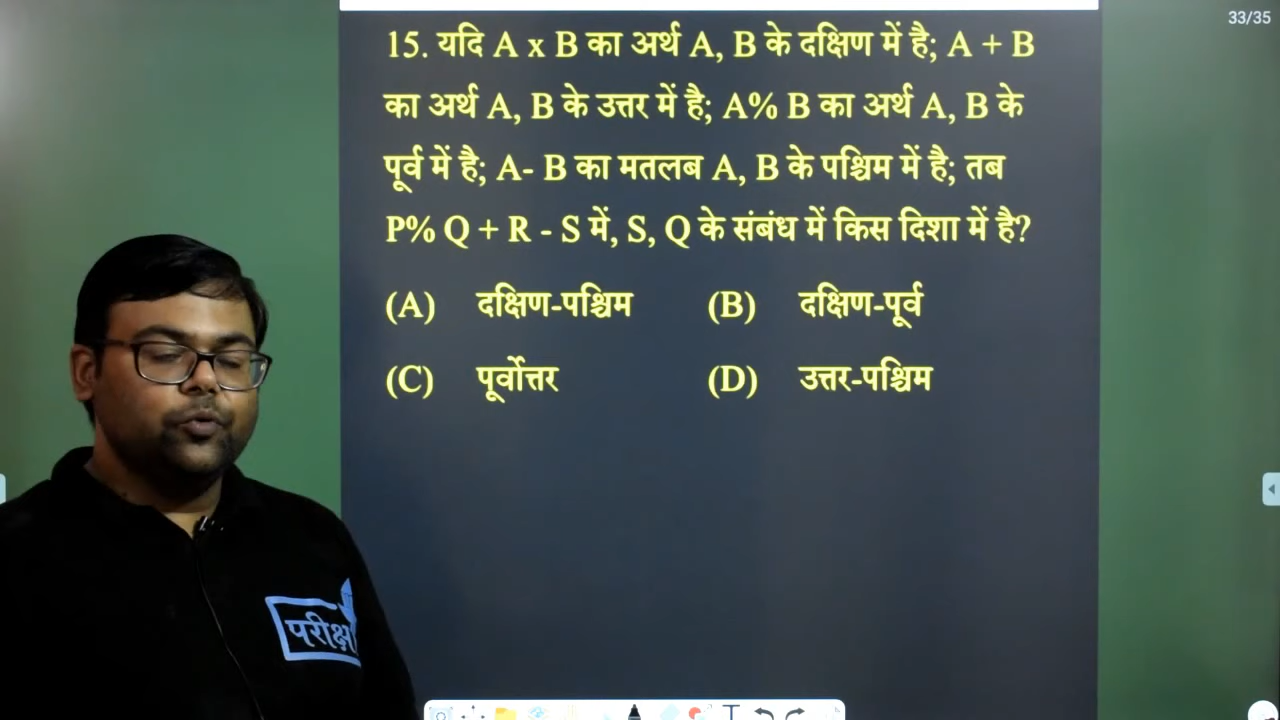 33/35
15. यदि A x B का अर्थ A, B के दक्षिण में है; A + B
का अर्थ A, B के उत्तर में है; A% B का अर्थ A, B के
पूर्व में है; A- B का मतलब A, B के पश्चिम में है; तब
P% Q + R - S में, S, Q के संबंध में किस दिशा में है?
(A) दक्षिण-पश्चिम (B) दक्षिण-पूर्व
(C) पूर्वोत्तर (D) उत्तर-पश्चिम
परीक्षा